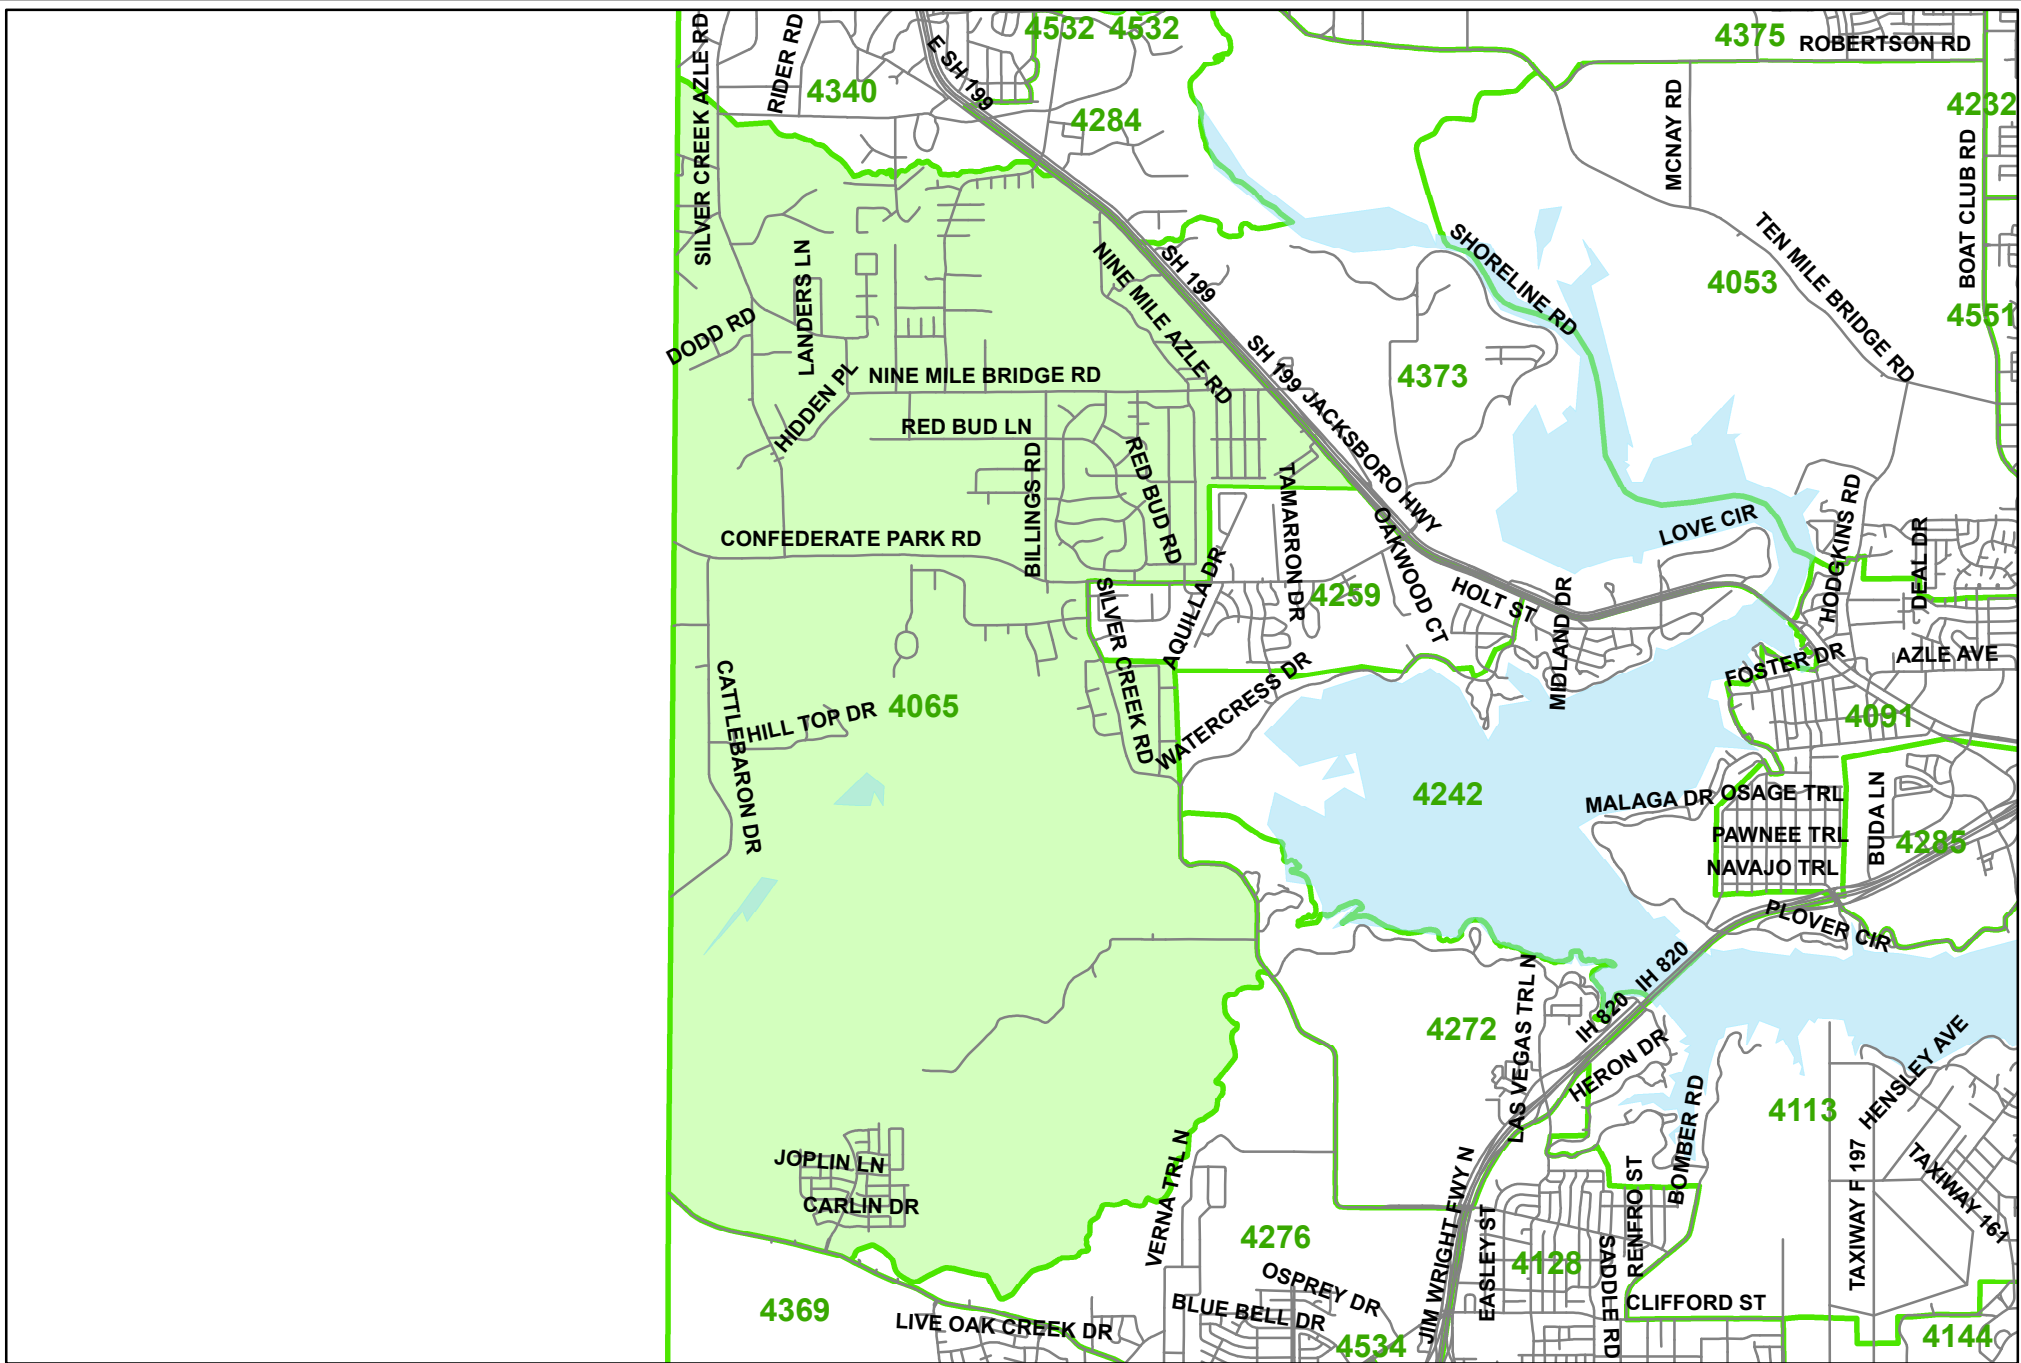 4532
4532
4375
ROBERTSON RD
SILVER CREEK AZLE RD
RIDER RD
E SH 199
4340
4284
MCNAY RD
4232
BOAT CLUB RD
SHORELINE RD
TEN MILE BRIDGE RD
4053
4551
LANDERS LN
NINE MILE AZLE RD
SH 199
DODD RD
SH 199
JACKSBORO HWY
4373
NINE MILE BRIDGE RD
HIDDEN PL
RED BUD LN
BILLINGS RD
RED BUD RD
TAMARRON DR
OAKWOOD CT
LOVE CIR
HODGKINS RD
DEAL DR
CONFEDERATE PARK RD
SILVER CREEK RD
AQUILLA DR
4259
HOLT ST
MIDLAND DR
AZLE AVE
FOSTER DR
WATERCRESS DR
CATTLEBARON DR
HILL TOP DR
4065
4091
4242
MALAGA DR
OSAGE TRL
PAWNEE TRL
NAVAJO TRL
BUDA LN
4285
PLOVER CIR
IH 820
IH 820
LAS VEGAS TRL N
4272
HERON DR
BOMBER RD
4113
HENSLEY AVE
TAXIWAY F 197
TAXIWAY 161
JOPLIN LN
CARLIN DR
VERNA TRL N
JIM WRIGHT FWY N
EASLEY ST
RENFRO ST
4276
4128
SADDLE RD
OSPREY DR
BLUE BELL DR
4369
LIVE OAK CREEK DR
4534
CLIFFORD ST
4144